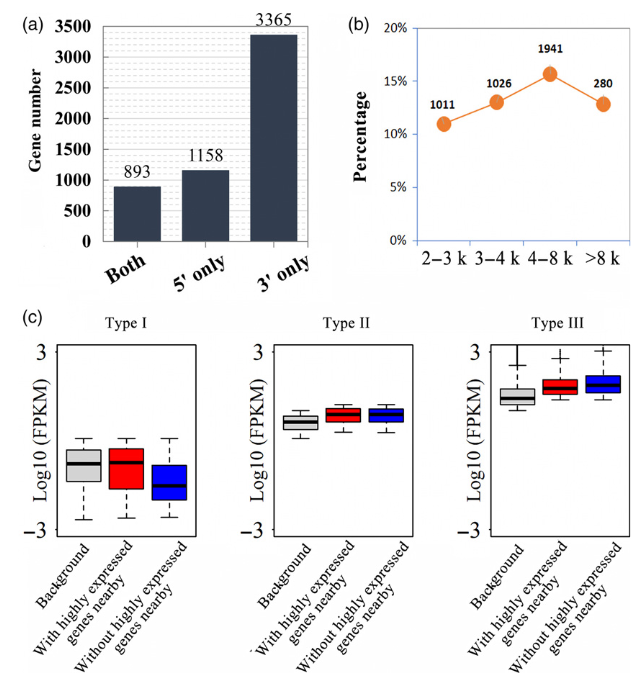 (a)
3500
3000
2500
2000
1500
1000
500
0
Gene number
893
1158
3365
Both
5' only
3' only
(b)
20%
15%
10%
5%
0%
Percentage
1011
1026
1941
280
2–3 k
3–4 k
4–8 k
>8 k
(c)
Type I
3
Log10 (FPKM)
–3
Background
With highly expressed
genes nearby
Without highly expressed
genes nearby
Type II
3
Log10 (FPKM)
–3
Background
With highly expressed
genes nearby
Without highly expressed
genes nearby
Type III
3
Log10 (FPKM)
–3
Background
With highly expressed
genes nearby
Without highly expressed
genes nearby